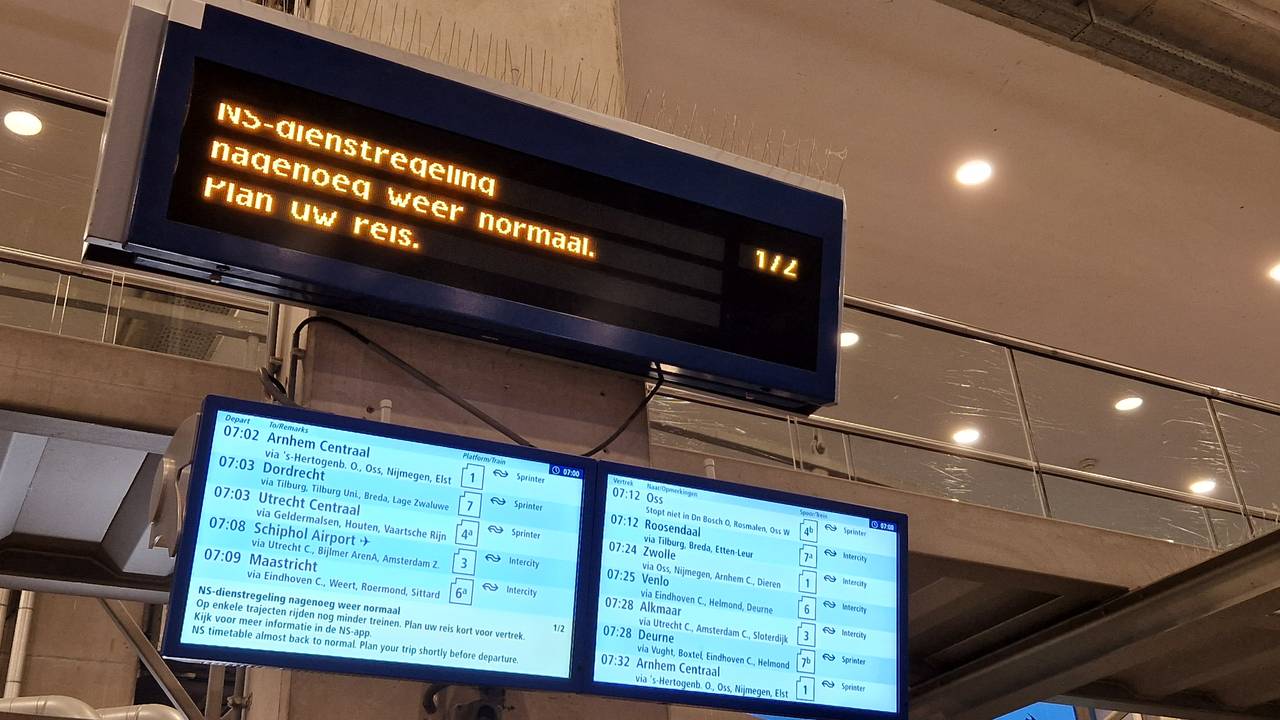 NS-dienstregeling
nagenoeg weer normaal.
Plan uw reis.
1/2
Depart To/Remarks Platform/Train 07:00
07:02 Arnhem Centraal 1 Sprinter
via 's-Hertogenb. O., Oss, Nijmegen, Elst
07:03 Dordrecht 7 Sprinter
via Tilburg, Tilburg Uni., Breda, Lage Zwaluwe
07:03 Utrecht Centraal 4a Sprinter
via Geldermalsen, Houten, Vaartsche Rijn
07:08 Schiphol Airport ✈ 3 Intercity
via Utrecht C., Bijlmer ArenA, Amsterdam Z.
07:09 Maastricht 6a Intercity
via Eindhoven C., Weert, Roermond, Sittard
NS-dienstregeling nagenoeg weer normaal
Op enkele trajecten rijden nog minder treinen. Plan uw reis kort voor vertrek. 1/2
Kijk voor meer informatie in de NS-app.
NS timetable almost back to normal. Plan your trip shortly before departure.
Vertrek Naar/Opmerkingen Spoor/Trein 07:00
07:12 Oss 4b Sprinter
Stopt niet in Dn Bosch O, Rosmalen, Oss W
07:12 Roosendaal 7a Intercity
via Tilburg, Breda, Etten-Leur
07:24 Zwolle 1 Intercity
via Oss, Nijmegen, Arnhem C., Dieren
07:25 Venlo 6 Intercity
via Eindhoven C., Helmond, Deurne
07:28 Alkmaar 3 Intercity
via Utrecht C., Amsterdam C., Sloterdijk
07:28 Deurne 7b Sprinter
via Vught, Boxtel, Eindhoven C., Helmond
07:32 Arnhem Centraal 1 Sprinter
via 's-Hertogenb. O., Oss, Nijmegen, Elst